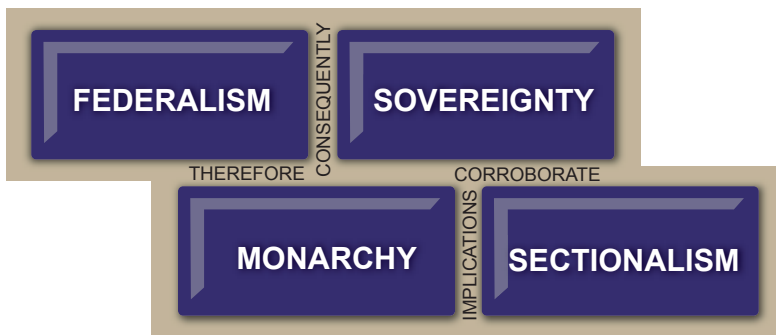 FEDERALISM
CONSEQUENTLY
SOVEREIGNTY
THEREFORE
CORROBORATE
MONARCHY
IMPLICATIONS
SECTIONALISM